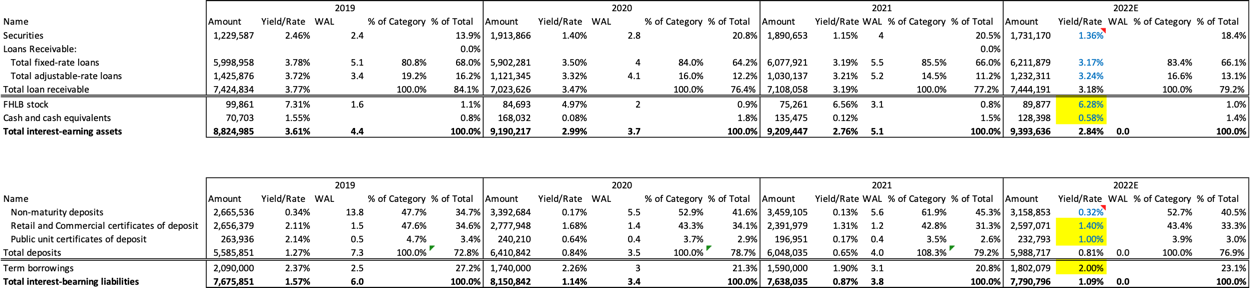 2019 2020 2021 2022E
Name Amount Yield/Rate WAL % of Category % of Total Amount Yield/Rate WAL % of Category % of Total Amount Yield/Rate WAL % of Category % of Total Amount Yield/Rate WAL % of Category % of Total
Securities 1,229,587 2.46% 2.4 13.9% 1,913,866 1.40% 2.8 20.8% 1,890,653 1.15% 4 20.5% 1,731,170 1.36% 18.4%
Loans Receivable: 0.0% 0.0%
Total fixed-rate loans 5,998,958 3.78% 5.1 80.8% 68.0% 5,902,281 3.50% 4 84.0% 64.2% 6,077,921 3.19% 5.5 85.5% 66.0% 6,211,879 3.17% 83.4% 66.1%
Total adjustable-rate loans 1,425,876 3.72% 3.4 19.2% 16.2% 1,121,345 3.32% 4.1 16.0% 12.2% 1,030,137 3.21% 5.2 14.5% 11.2% 1,232,311 3.24% 16.6% 13.1%
Total loan receivable 7,424,834 3.77% 100.0% 84.1% 7,023,626 3.47% 100.0% 76.4% 7,108,058 3.19% 100.0% 77.2% 7,444,191 3.18% 100.0% 79.2%
FHLB stock 99,861 7.31% 1.6 1.1% 84,693 4.97% 2 0.9% 75,261 6.56% 3.1 0.8% 89,877 6.28% 1.0%
Cash and cash equivalents 70,703 1.55% 0.8% 168,032 0.08% 1.8% 135,475 0.12% 1.5% 128,398 0.58% 1.4%
Total interest-earning assets 8,824,985 3.61% 4.4 100.0% 9,190,217 2.99% 3.7 100.0% 9,209,447 2.76% 5.1 100.0% 9,393,636 2.84% 0.0 100.0%
2019 2020 2021 2022E
Name Amount Yield/Rate WAL % of Category % of Total Amount Yield/Rate WAL % of Category % of Total Amount Yield/Rate WAL % of Category % of Total Amount Yield/Rate WAL % of Category % of Total
Non-maturity deposits 2,665,536 0.34% 13.8 47.7% 34.7% 3,392,684 0.17% 5.5 52.9% 41.6% 3,459,105 0.13% 5.6 61.9% 45.3% 3,158,853 0.32% 52.7% 40.5%
Retail and Commercial certificates of deposit 2,656,379 2.11% 1.5 47.6% 34.6% 2,777,948 1.68% 1.4 43.3% 34.1% 2,391,979 1.31% 1.2 42.8% 31.3% 2,597,071 1.40% 43.4% 33.3%
Public unit certificates of deposit 263,936 2.14% 0.5 4.7% 3.4% 240,210 0.64% 0.4 3.7% 2.9% 196,951 0.17% 0.4 3.5% 2.6% 232,793 1.00% 3.9% 3.0%
Total deposits 5,585,851 1.27% 7.3 100.0% 72.8% 6,410,842 0.84% 3.5 100.0% 78.7% 6,048,035 0.65% 4.0 108.3% 79.2% 5,988,717 0.81% 0.0 100.0% 76.9%
Term borrowings 2,090,000 2.37% 2.5 27.2% 1,740,000 2.26% 3 21.3% 1,590,000 1.90% 3.1 20.8% 1,802,079 2.00% 23.1%
Total interest-bearning liabilities 7,675,851 1.57% 6.0 100.0% 8,150,842 1.14% 3.4 100.0% 7,638,035 0.87% 3.8 100.0% 7,790,796 1.09% 0.0 100.0%